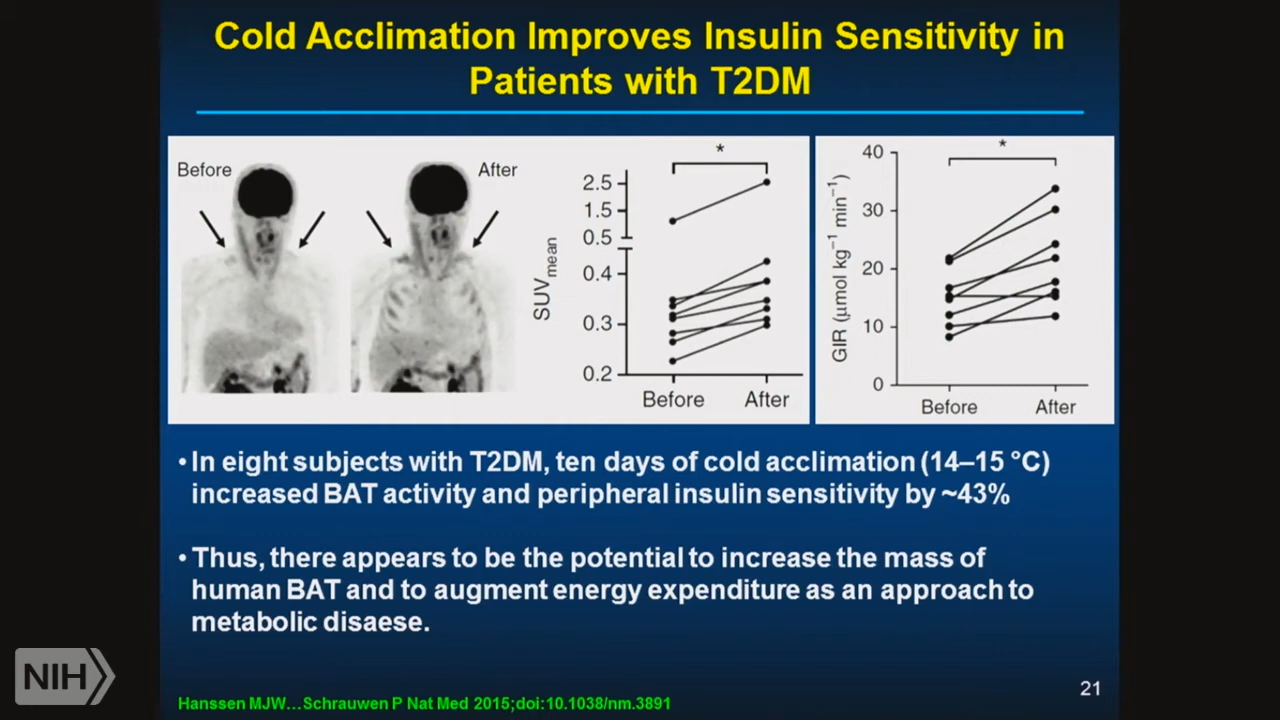 Cold Acclimation Improves Insulin Sensitivity in
Patients with T2DM
Before
After
*
SUVmean
2.5
1.5
0.5
0.4
0.3
0.2
Before
After
*
GIR (μmol kg⁻¹ min⁻¹)
40
30
20
10
0
Before
After
• In eight subjects with T2DM, ten days of cold acclimation (14–15 °C)
increased BAT activity and peripheral insulin sensitivity by ~43%
• Thus, there appears to be the potential to increase the mass of
human BAT and to augment energy expenditure as an approach to
metabolic disaese.
NIH
Hanssen MJW...Schrauwen P Nat Med 2015;doi:10.1038/nm.3891
21